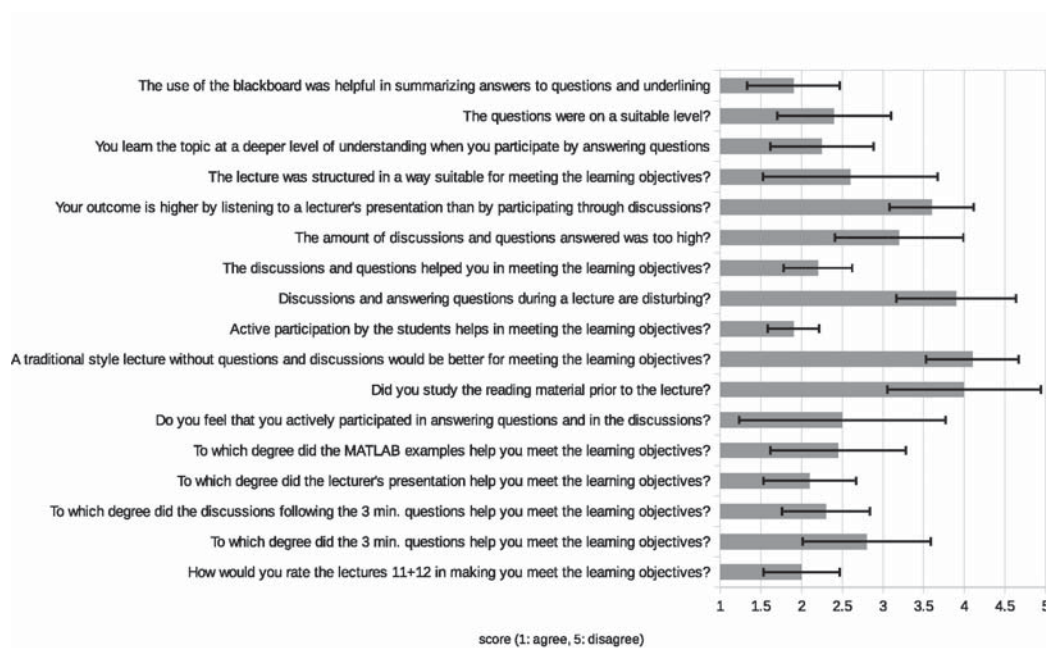 The use of the blackboard was helpful in summarizing answers to questions and underlining
The questions were on a suitable level?
You learn the topic at a deeper level of understanding when you participate by answering questions
The lecture was structured in a way suitable for meeting the learning objectives?
Your outcome is higher by listening to a lecturer's presentation than by participating through discussions?
The amount of discussions and questions answered was too high?
The discussions and questions helped you in meeting the learning objectives?
Discussions and answering questions during a lecture are disturbing?
Active participation by the students helps in meeting the learning objectives?
A traditional style lecture without questions and discussions would be better for meeting the learning objectives?
Did you study the reading material prior to the lecture?
Do you feel that you actively participated in answering questions and in the discussions?
To which degree did the MATLAB examples help you meet the learning objectives?
To which degree did the lecturer's presentation help you meet the learning objectives?
To which degree did the discussions following the 3 min. questions help you meet the learning objectives?
To which degree did the 3 min. questions help you meet the learning objectives?
How would you rate the lectures 11+12 in making you meet the learning objectives?
1 1.5 2 2.5 3 3.5 4 4.5 5
score (1: agree, 5: disagree)